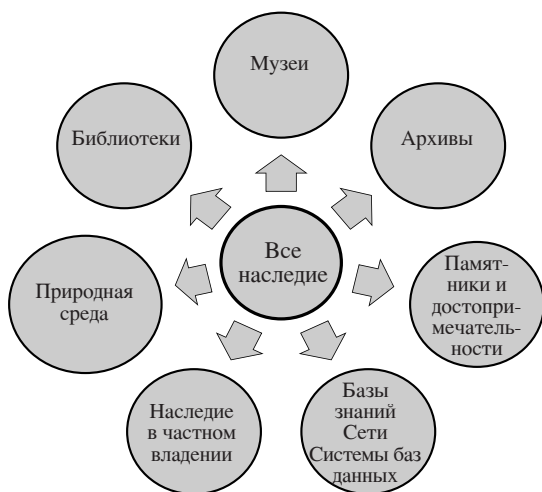 Музеи
Библиотеки
Архивы
Все
наследие
Природная
среда
Памят-
ники и
достопри-
мечатель-
ности
Наследие
в частном
владении
Базы
знаний
Сети
Системы баз
данных